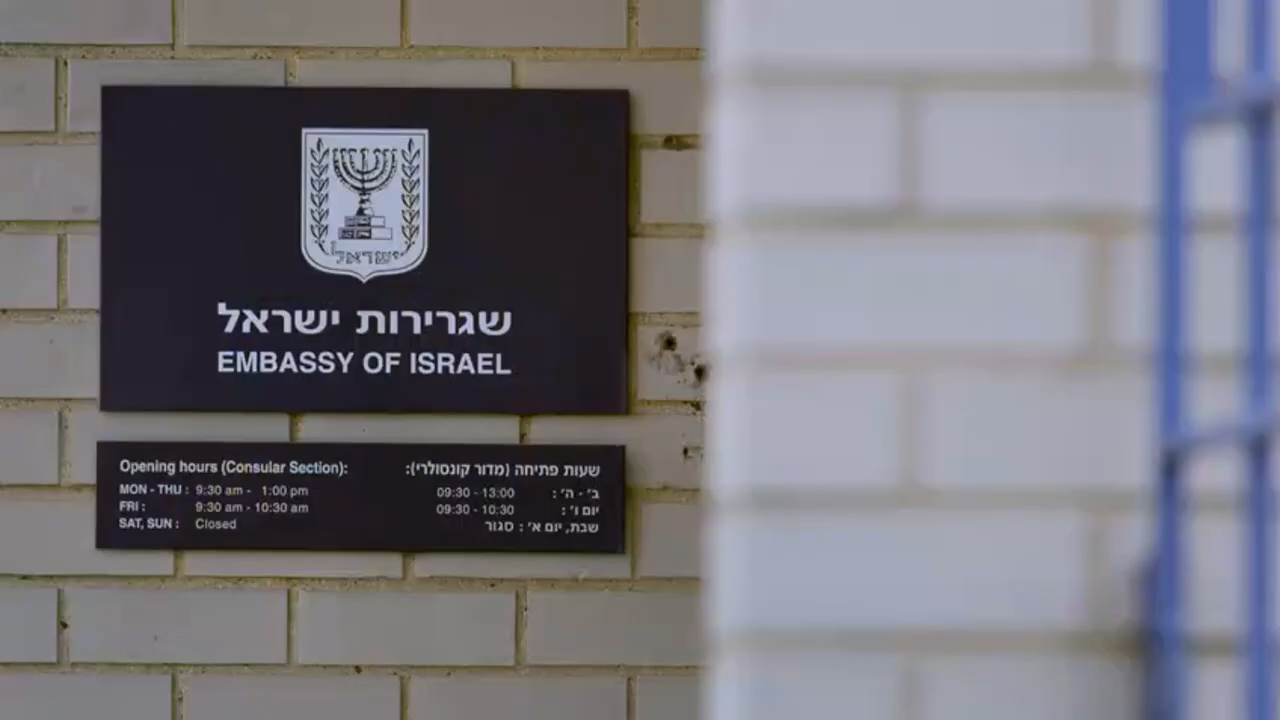 ישראל
שגרירות ישראל
EMBASSY OF ISRAEL
Opening hours (Consular Section):
MON - THU : 9:30 am - 1:00 pm
FRI : 9:30 am - 10:30 am
SAT, SUN : Closed
שעות פתיחה (מדור קונסולרי):
ב׳ - ה׳ : 09:30 - 13:00
יום ו׳ : 09:30 - 10:30
שבת, יום א׳ : סגור